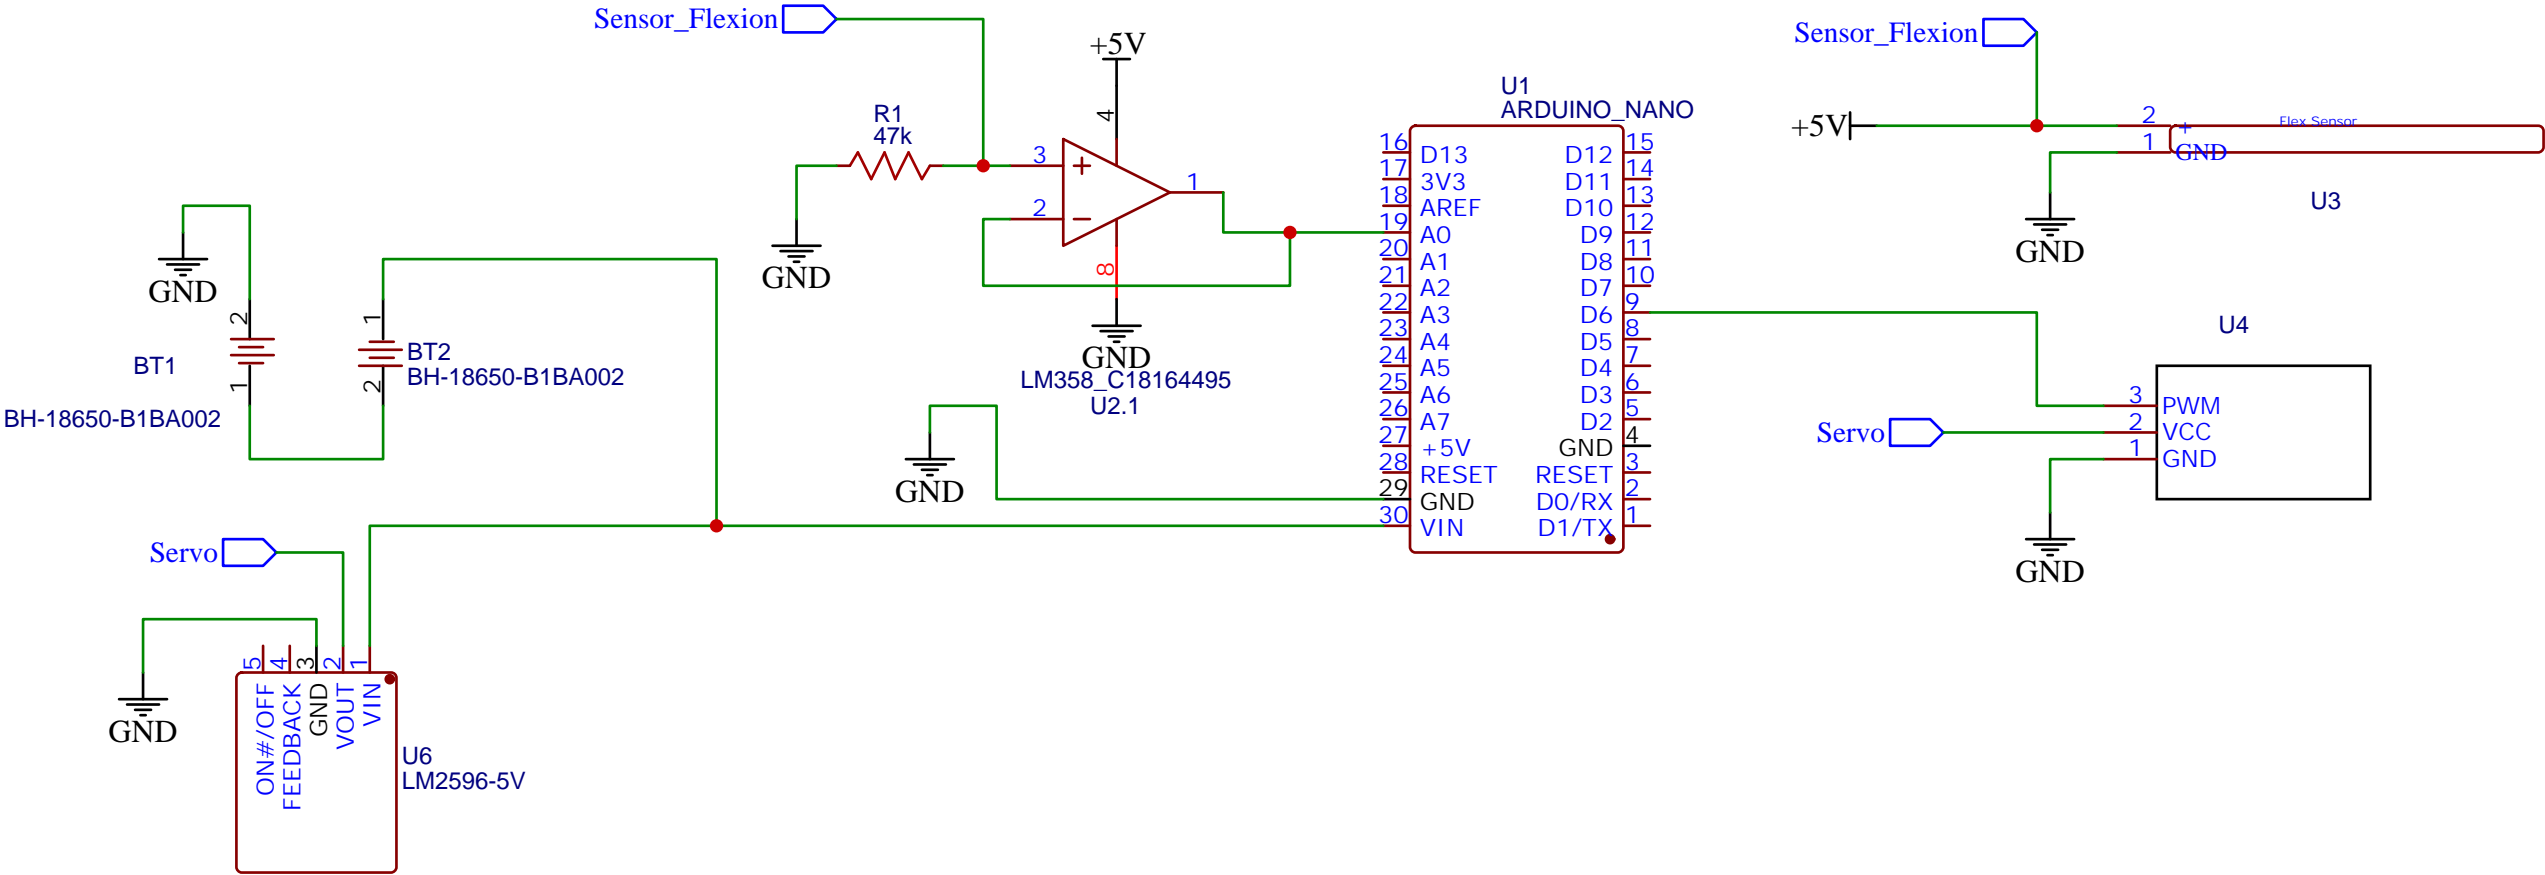 Sensor_Flexion
+5V
R1
47k
3
2
1
4
8
GND
GND
LM358_C18164495
U2.1
GND
2
1
BT1
BH-18650-B1BA002
1
2
BT2
BH-18650-B1BA002
GND
Servo
GND
5
4
3
2
1
ON#/OFF
FEEDBACK
GND
VOUT
VIN
U6
LM2596-5V
U1
ARDUINO_NANO
16 D13 D12 15
17 3V3 D11 14
18 AREF D10 13
19 A0 D9 12
20 A1 D8 11
21 A2 D7 10
22 A3 D6 9
23 A4 D5 8
24 A5 D4 7
25 A6 D3 6
26 A7 D2 5
27 +5V GND 4
28 RESET RESET 3
29 GND D0/RX 2
30 VIN D1/TX 1
Sensor_Flexion
+5V
2 + Flex Sensor
1 GND
U3
GND
U4
3 PWM
Servo
2 VCC
1 GND
GND